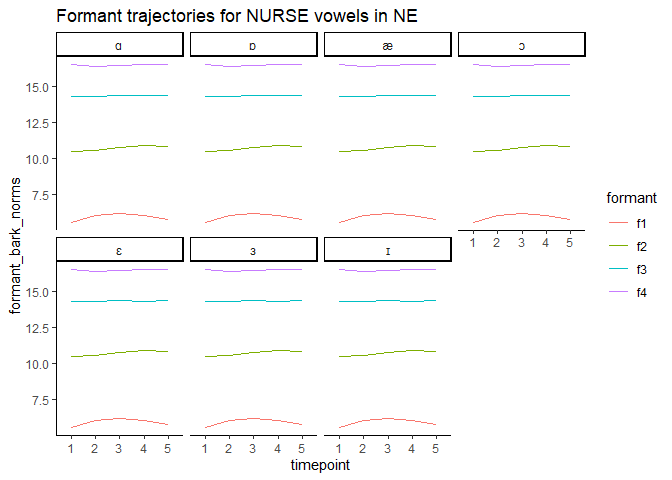 Formant trajectories for NURSE vowels in NE
ɑ ɒ æ ɔ
15.0
12.5
10.0
7.5
1 2 3 4 5
ɛ ɜ ɪ
15.0
12.5
10.0
7.5
1 2 3 4 5 1 2 3 4 5 1 2 3 4 5
timepoint
formant_bark_norms
formant
f1
f2
f3
f4